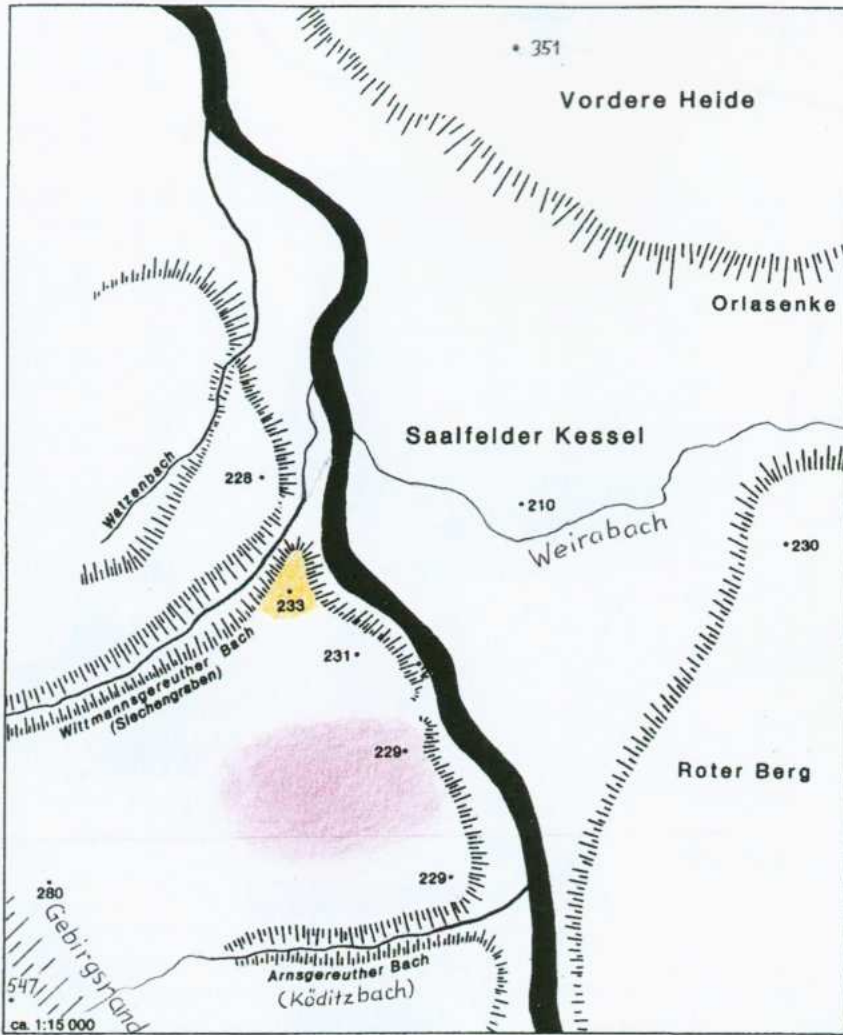 351
Vordere Heide
Orlasenke
Saalfelder Kessel
228
210
Watzenbach
Weirabach
230
233
231
Wittmannsgereuther Bach
(Siechengraben)
229
Roter Berg
229
280
Gebirgsrand
Arnsgereuther Bach
(Köditzbach)
547
ca. 1:15 000